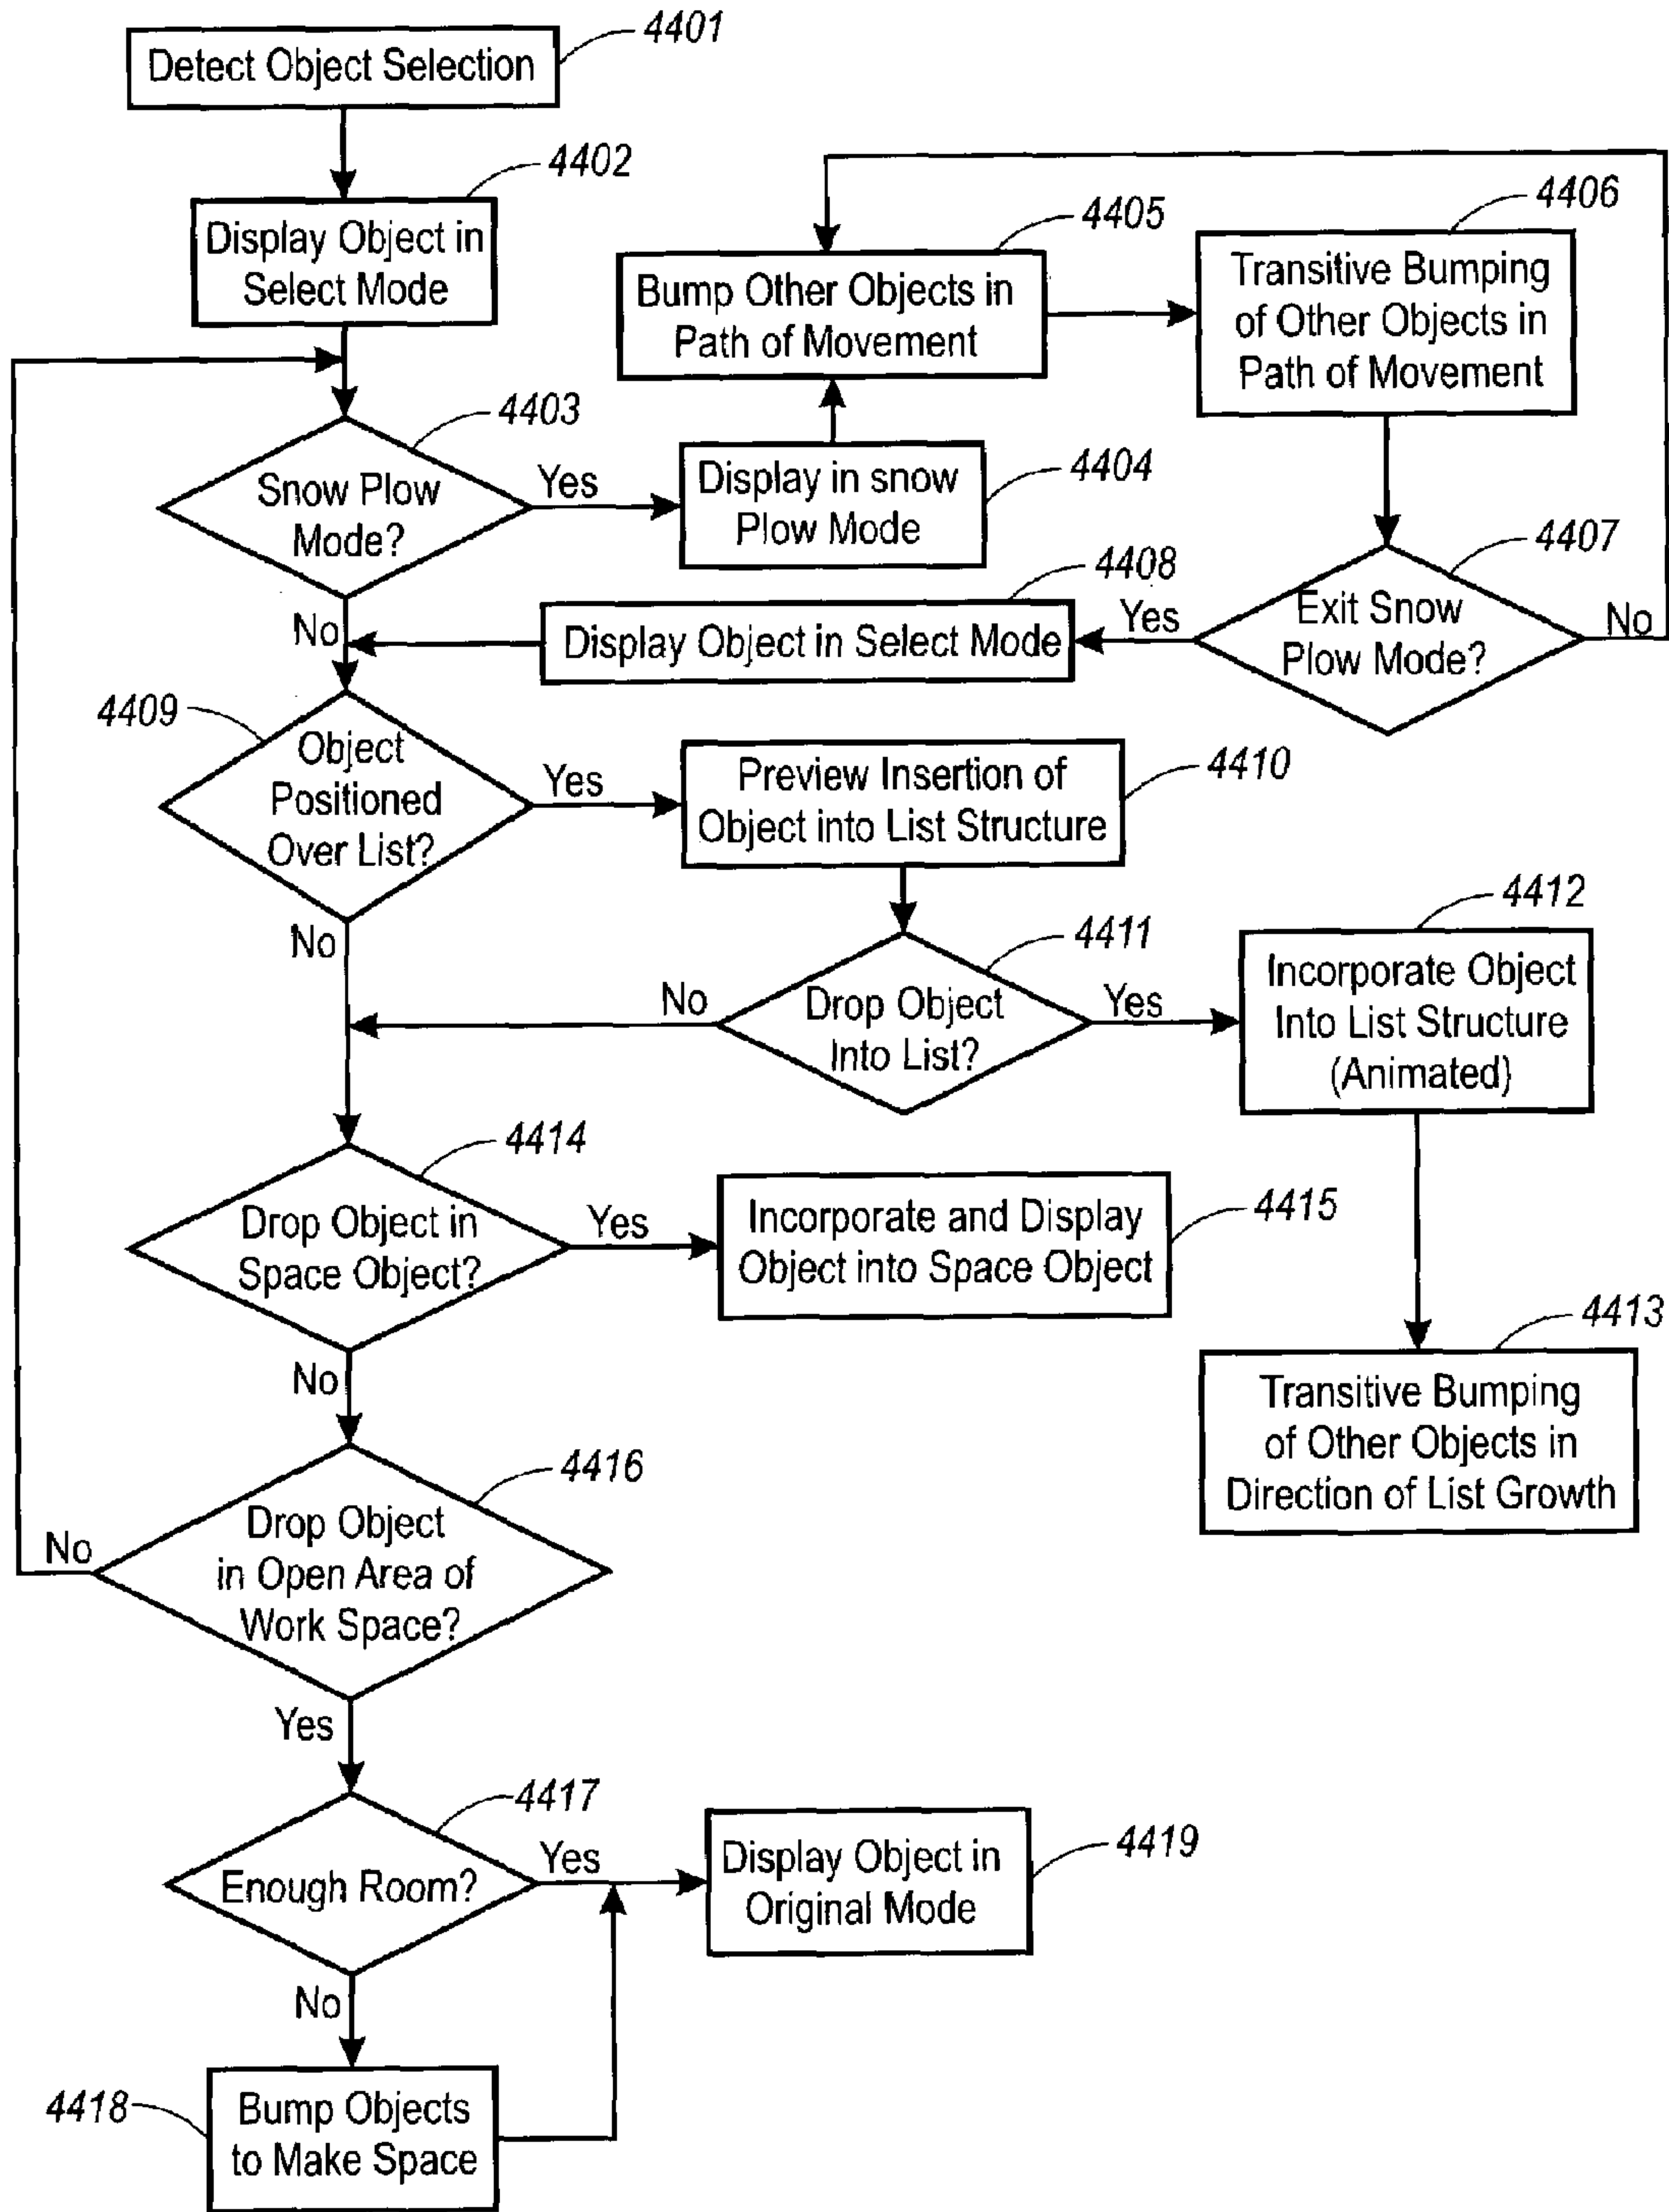 4401
Detect Object Selection
4402
Display Object in
Select Mode
4405
Bump Other Objects in
Path of Movement
4406
Transitive Bumping
of Other Objects in
Path of Movement
4403
Snow Plow
Mode?
Yes
No
4404
Display in snow
Plow Mode
4407
Exit Snow
Plow Mode?
Yes
No
4408
Display Object in Select Mode
4409
Object
Positioned
Over List?
Yes
No
4410
Preview Insertion of
Object into List Structure
4411
Drop Object
Into List?
No
Yes
4412
Incorporate Object
Into List Structure
(Animated)
4413
Transitive Bumping
of Other Objects in
Direction of List Growth
4414
Drop Object in
Space Object?
Yes
No
4415
Incorporate and Display
Object into Space Object
4416
Drop Object
in Open Area of
Work Space?
No
Yes
4417
Enough Room?
Yes
No
4419
Display Object in
Original Mode
4418
Bump Objects
to Make Space